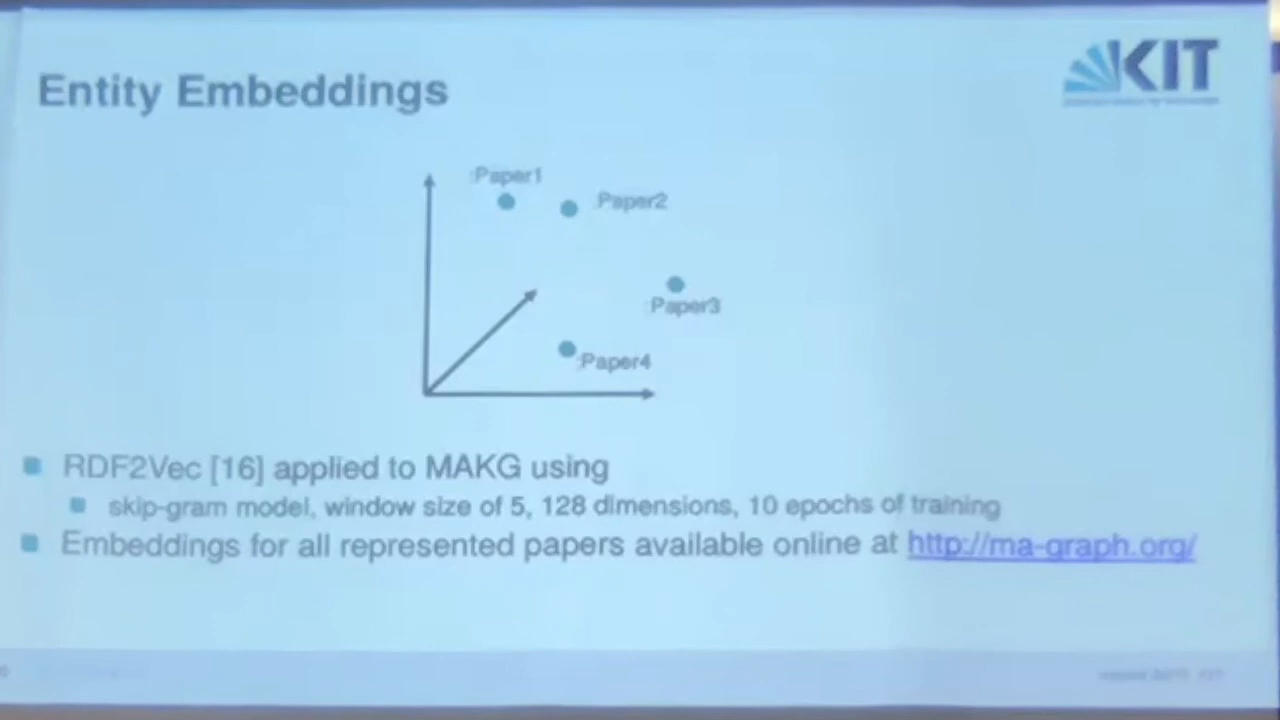 Entity Embeddings
KIT
:Paper1
:Paper2
:Paper3
:Paper4
RDF2Vec [16] applied to MAKG using
skip-gram model, window size of 5, 128 dimensions, 10 epochs of training
Embeddings for all represented papers available online at http://ma-graph.org/